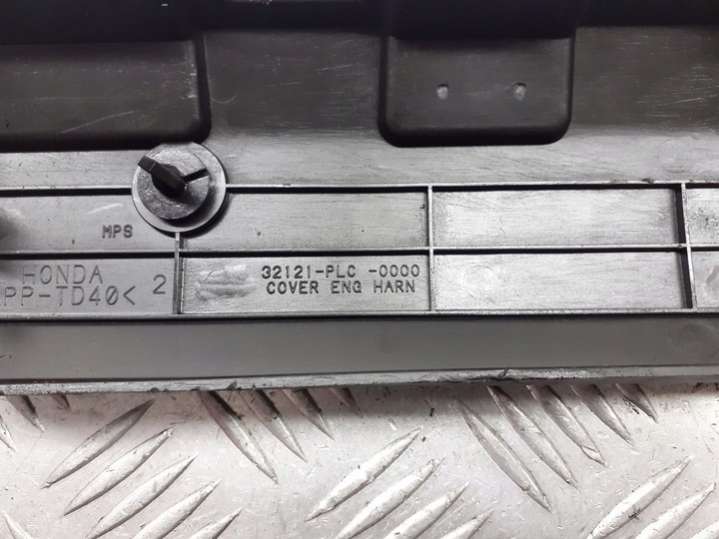 MPS
HONDA
PP-TD40< 2
32121-PLC -0000
COVER ENG HARN